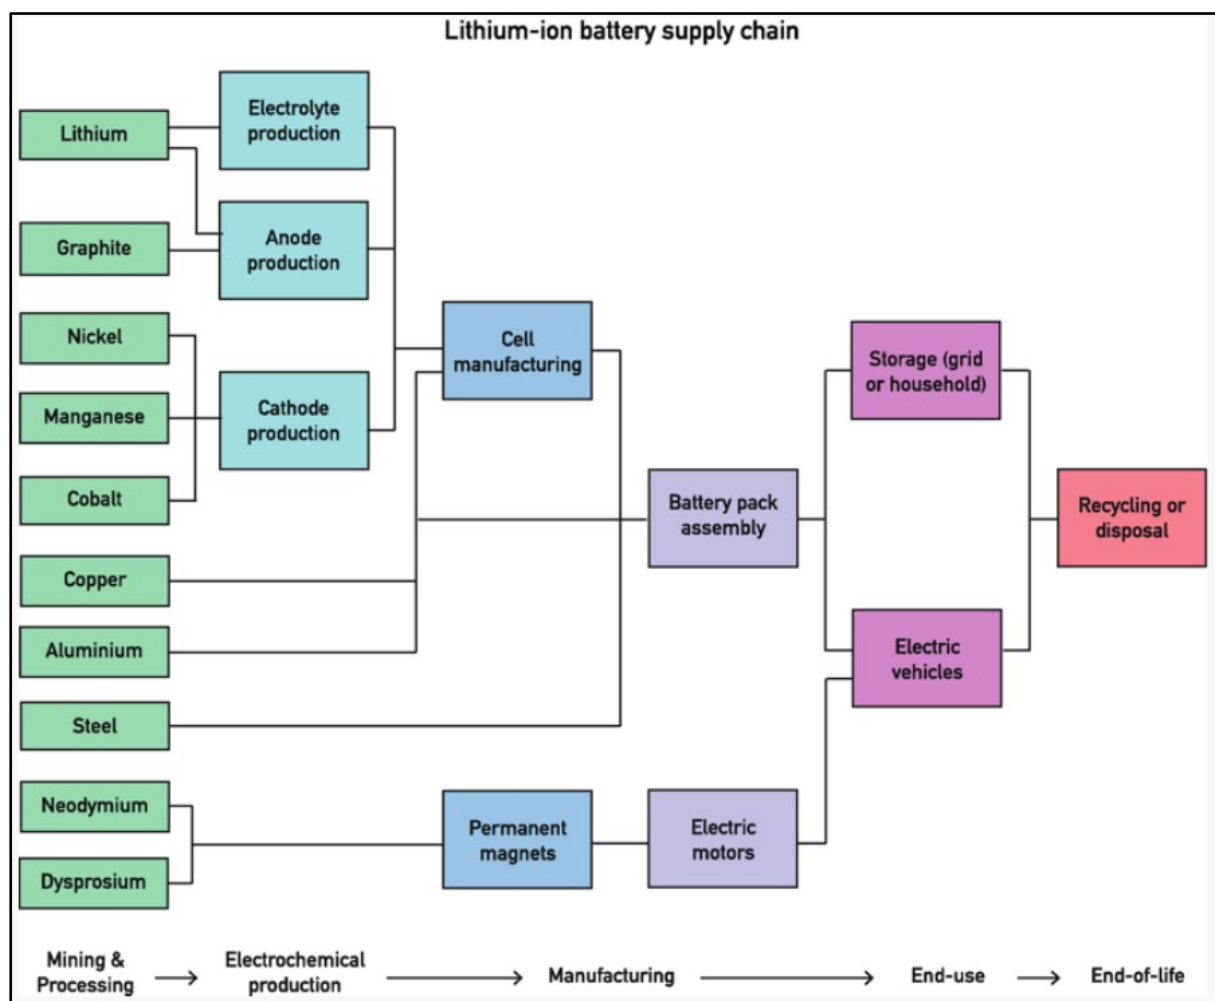 Lithium-ion battery supply chain
Electrolyte
production
Lithium
Anode
production
Graphite
Nickel
Cell
manufacturing
Storage (grid
or household)
Manganese
Cathode
production
Cobalt
Battery pack
assembly
Recycling or
disposal
Copper
Aluminium
Electric
vehicles
Steel
Neodymium
Permanent
magnets
Electric
motors
Dysprosium
Mining &
Processing
Electrochemical
production
Manufacturing
End-use
End-of-life